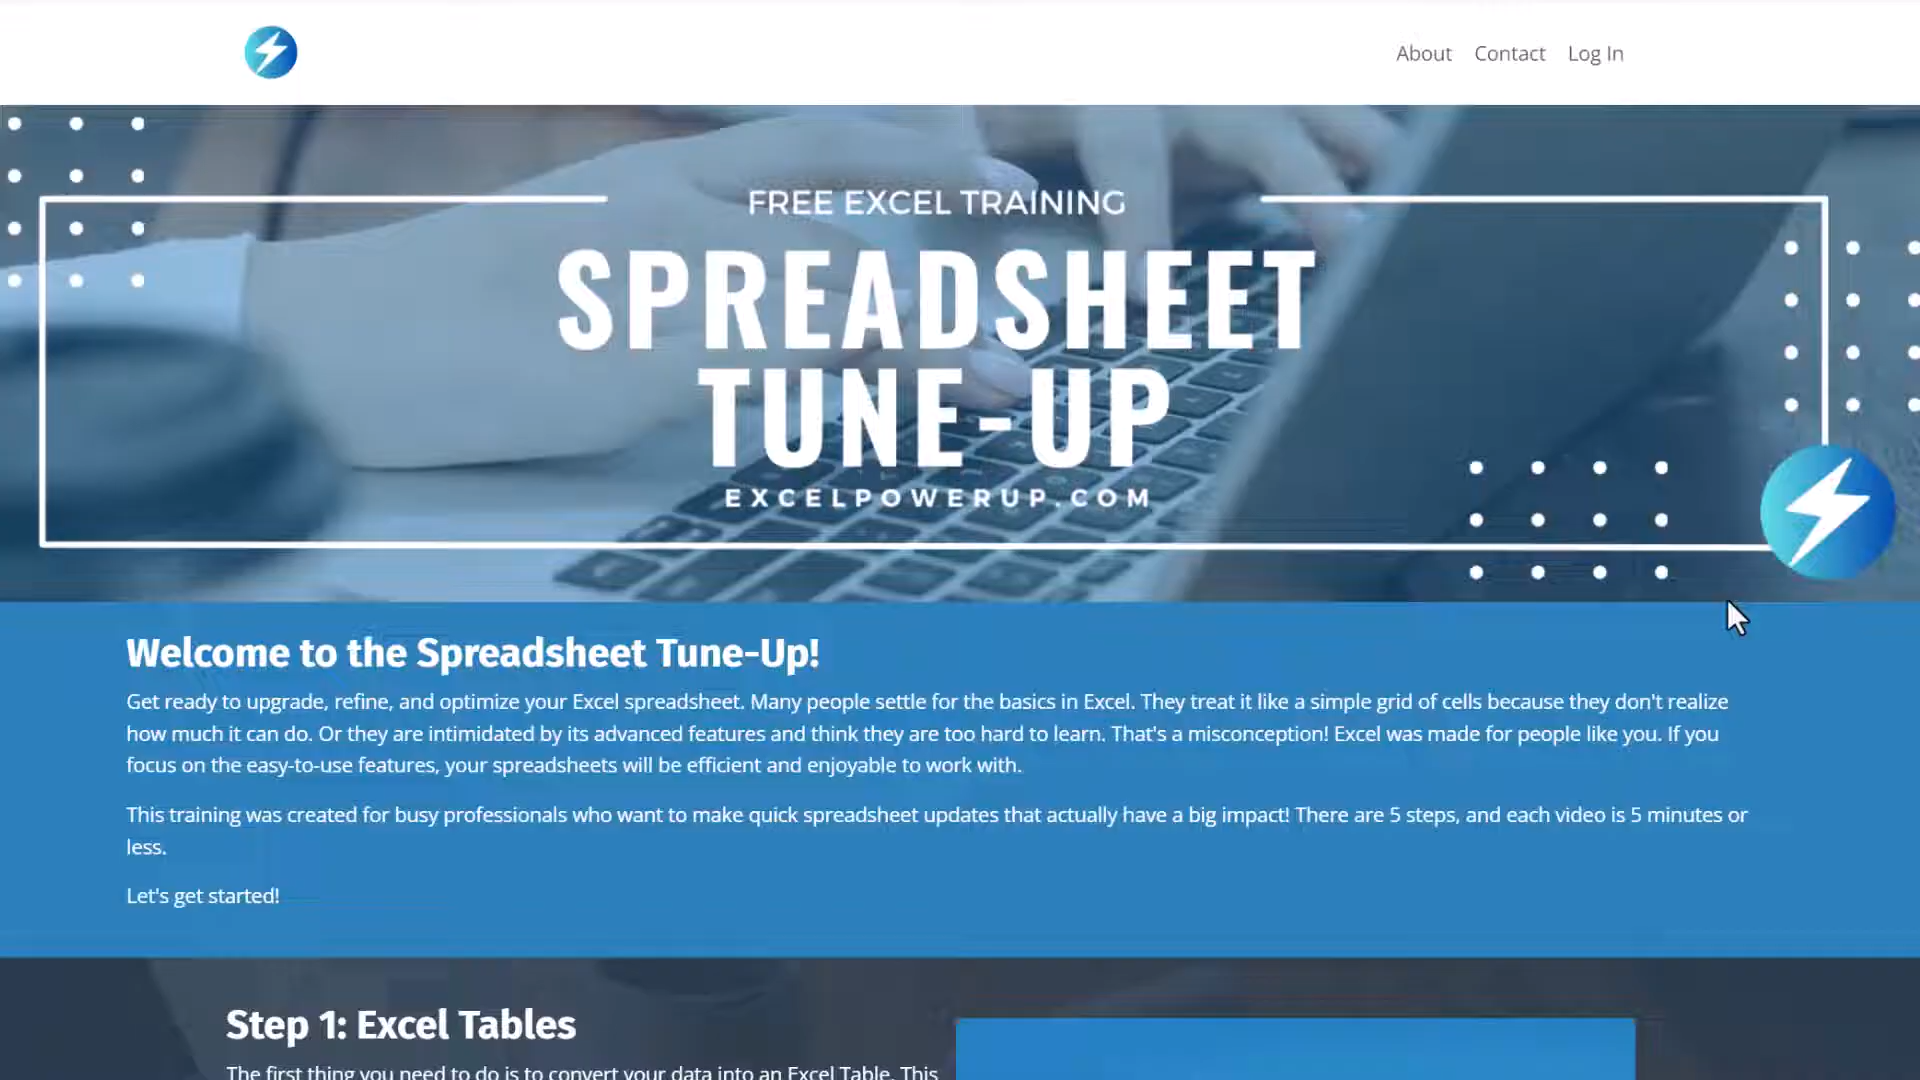 About Contact Log In
FREE EXCEL TRAINING
SPREADSHEET
TUNE-UP
EXCELPOWERUP.COM
Welcome to the Spreadsheet Tune-Up!
Get ready to upgrade, refine, and optimize your Excel spreadsheet. Many people settle for the basics in Excel. They treat it like a simple grid of cells because they don't realize
how much it can do. Or they are intimidated by its advanced features and think they are too hard to learn. That's a misconception! Excel was made for people like you. If you
focus on the easy-to-use features, your spreadsheets will be efficient and enjoyable to work with.
This training was created for busy professionals who want to make quick spreadsheet updates that actually have a big impact! There are 5 steps, and each video is 5 minutes or
less.
Let's get started!
Step 1: Excel Tables
The first thing you need to do is to convert your data into an Excel Table. This